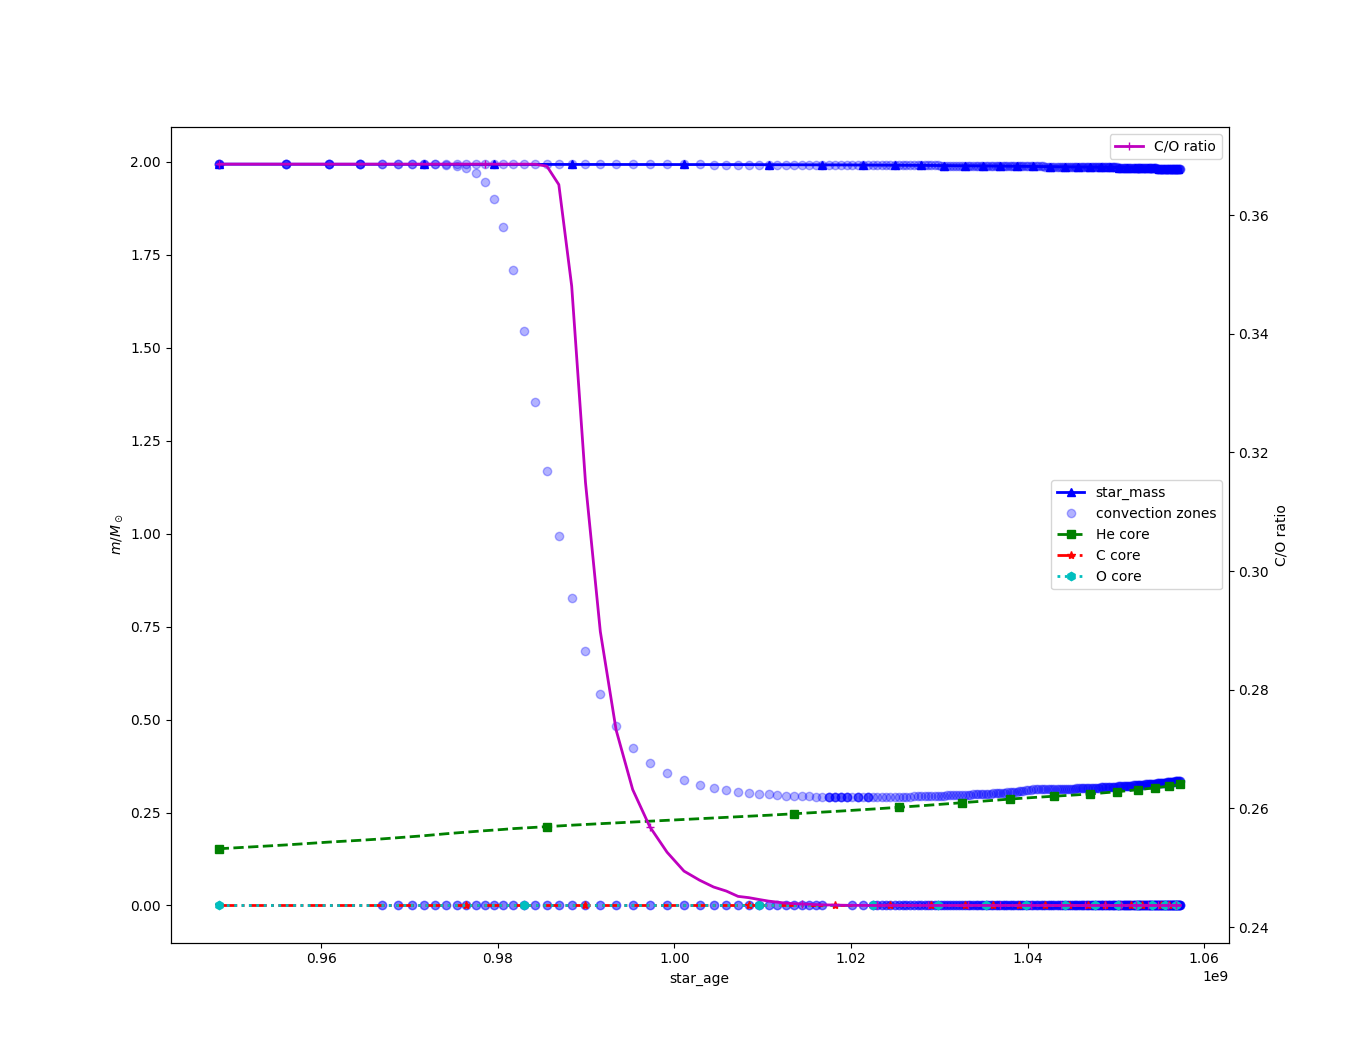 C/O ratio
2.00
1.75
1.50
1.25
1.00
0.75
0.50
0.25
0.00
m/M⊙
0.36
0.34
0.32
0.30
0.28
0.26
0.24
C/O ratio
star_mass
convection zones
He core
C core
O core
0.96 0.98 1.00 1.02 1.04 1.06
1e9
star_age